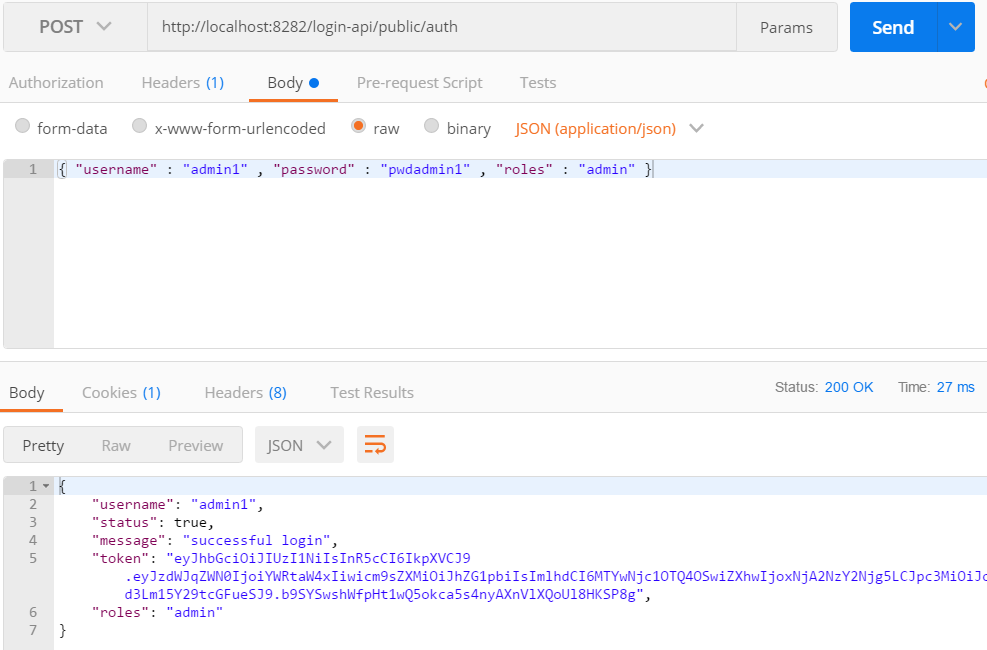 POST http://localhost:8282/login-api/public/auth Params Send
Authorization Headers (1) Body Pre-request Script Tests
form-data x-www-form-urlencoded raw binary JSON (application/json)
1 { "username" : "admin1" , "password" : "pwdadmin1" , "roles" : "admin" }
Body Cookies (1) Headers (8) Test Results Status: 200 OK Time: 27 ms
Pretty Raw Preview JSON
1 {
2 "username": "admin1",
3 "status": true,
4 "message": "successful login",
5 "token": "eyJhbGciOiJIUzI1NiIsInR5cCI6IkpXVCJ9
.eyJzdWJqZWN0IjoiYWRtaW4xIiwicm9sZXMiOiJhZG1pbiIsImlhdCI6MTYwNjc1OTQ4OSwiZXhwIjoxNjA2NzY2Njg5LCJpc3MiOiJc
d3Lm15Y29tcGFueSJ9.b9SYSwshWfpHt1wQ5okca5s4nyAXnVlXQoUl8HKSP8g",
6 "roles": "admin"
7 }